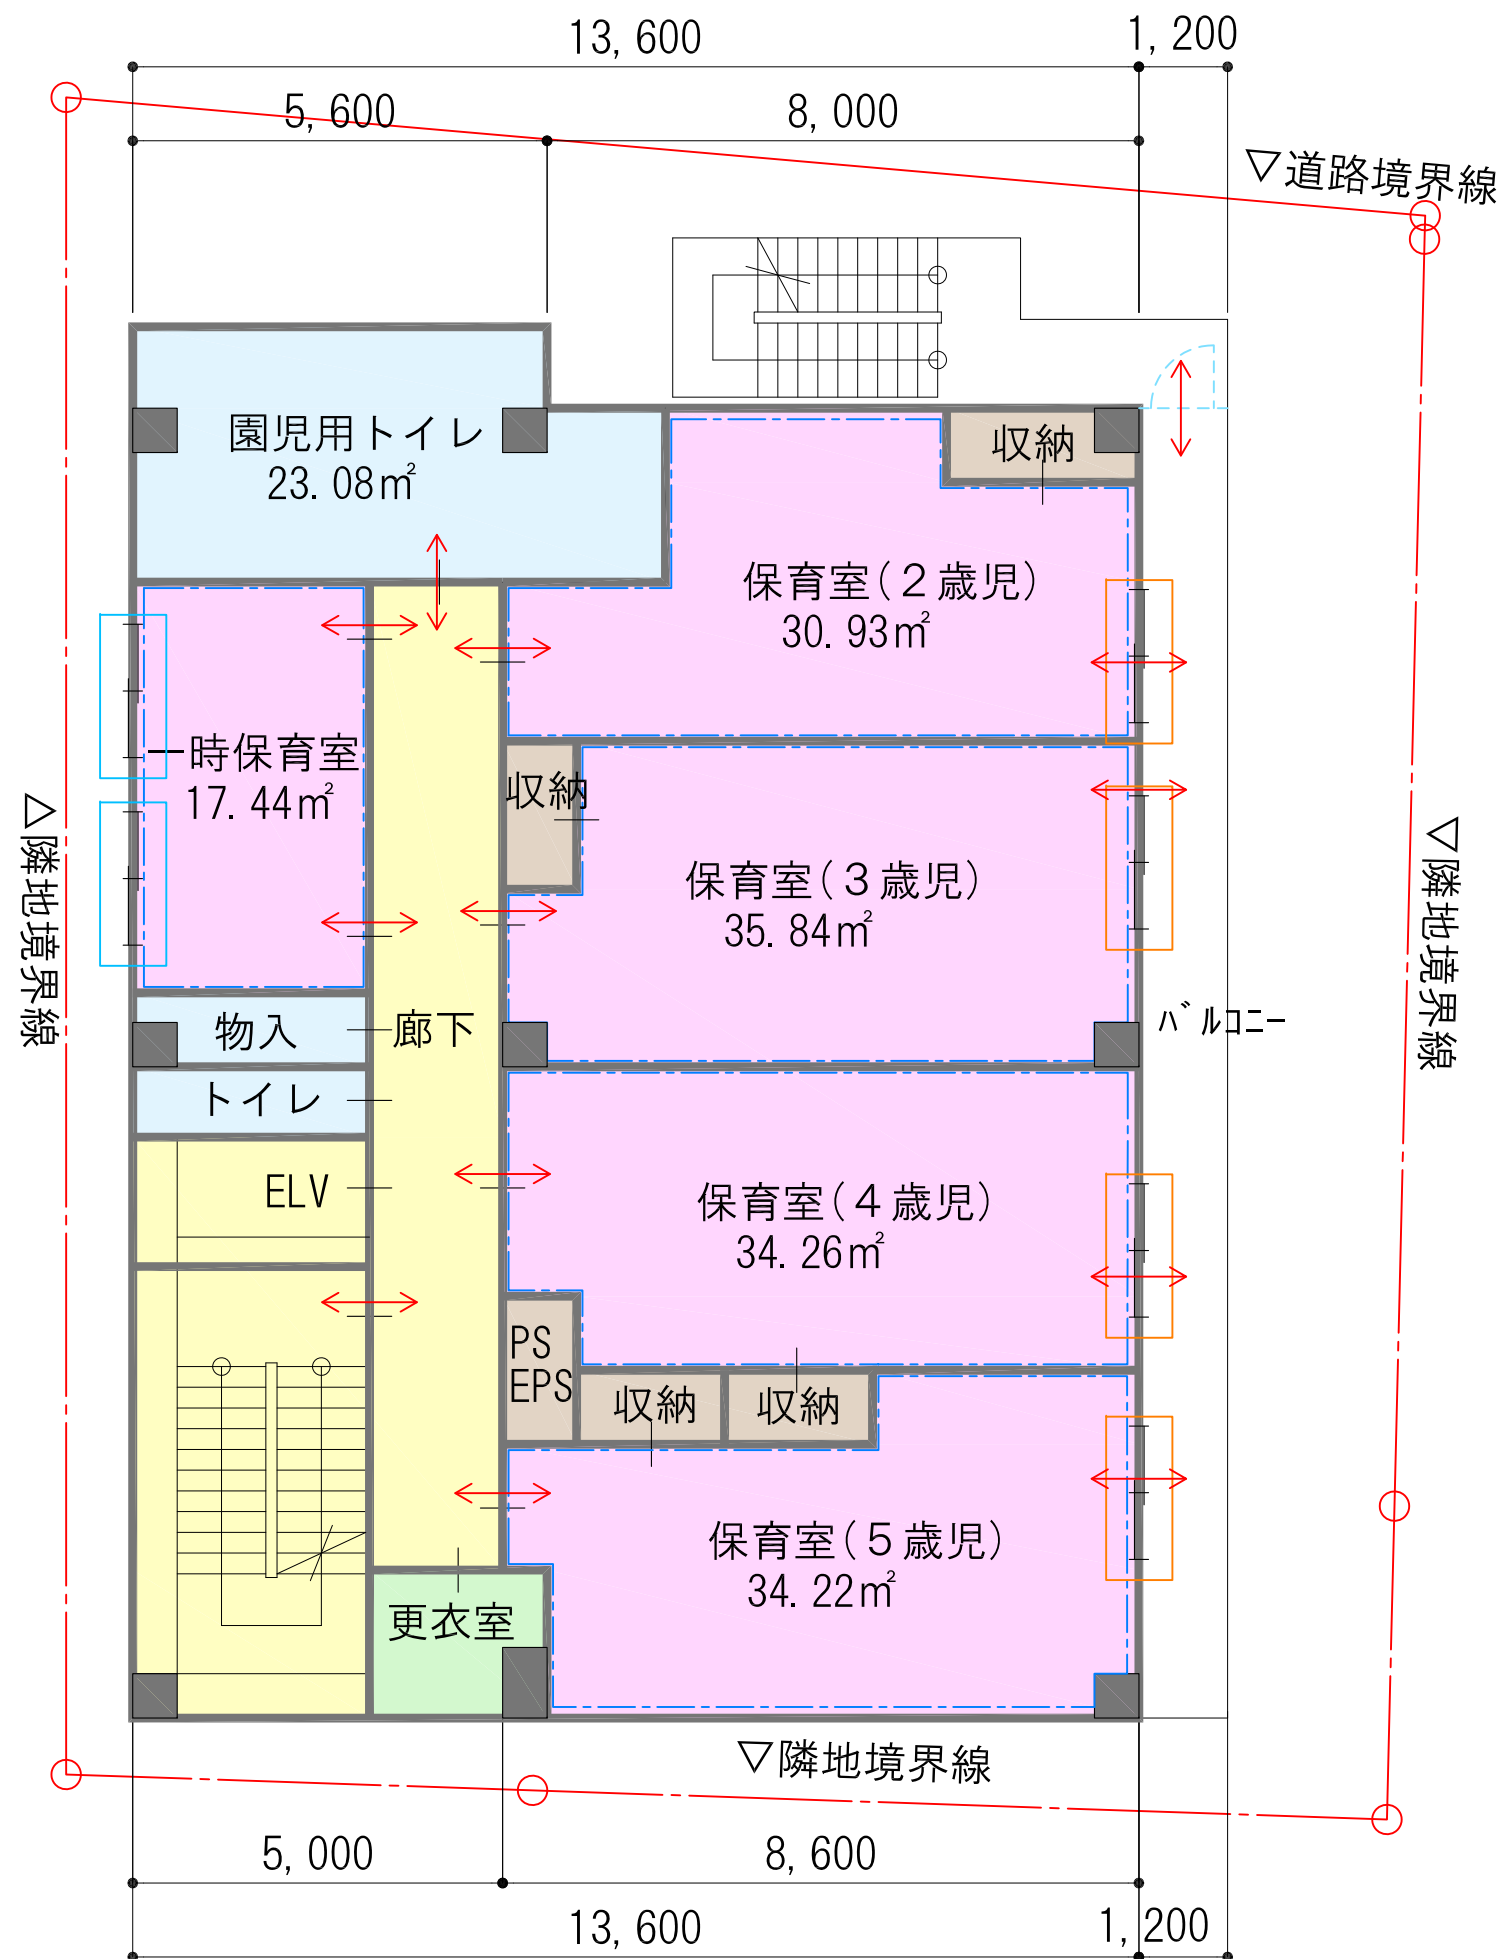 13,600
1,200
5,600
8,000
▽道路境界線
園児用トイレ
23.08㎡
収納
保育室(２歳児)
30.93㎡
一時保育室
17.44㎡
収納
保育室(３歳児)
35.84㎡
▽隣地境界線
▽隣地境界線
物入
廊下
バルコニー
トイレ
ELV
保育室(４歳児)
34.26㎡
PS
EPS
収納
収納
保育室(５歳児)
34.22㎡
更衣室
▽隣地境界線
5,000
8,600
13,600
1,200